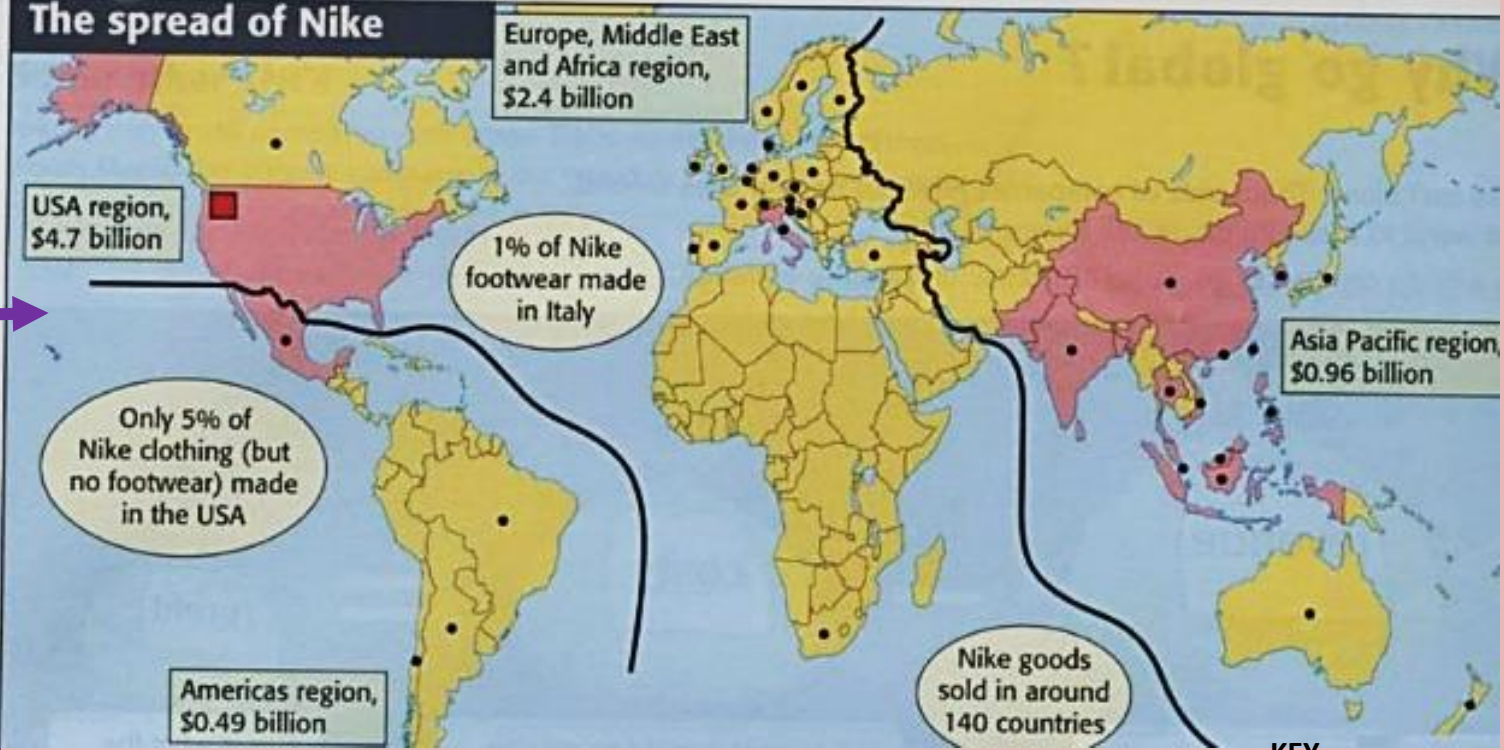 The spread of Nike
Europe, Middle East
and Africa region,
$2.4 billion
USA region,
$4.7 billion
1% of Nike
footwear made
in Italy
Asia Pacific region,
$0.96 billion
Only 5% of
Nike clothing (but
no footwear) made
in the USA
Americas region,
$0.49 billion
Nike goods
sold in around
140 countries
KEY